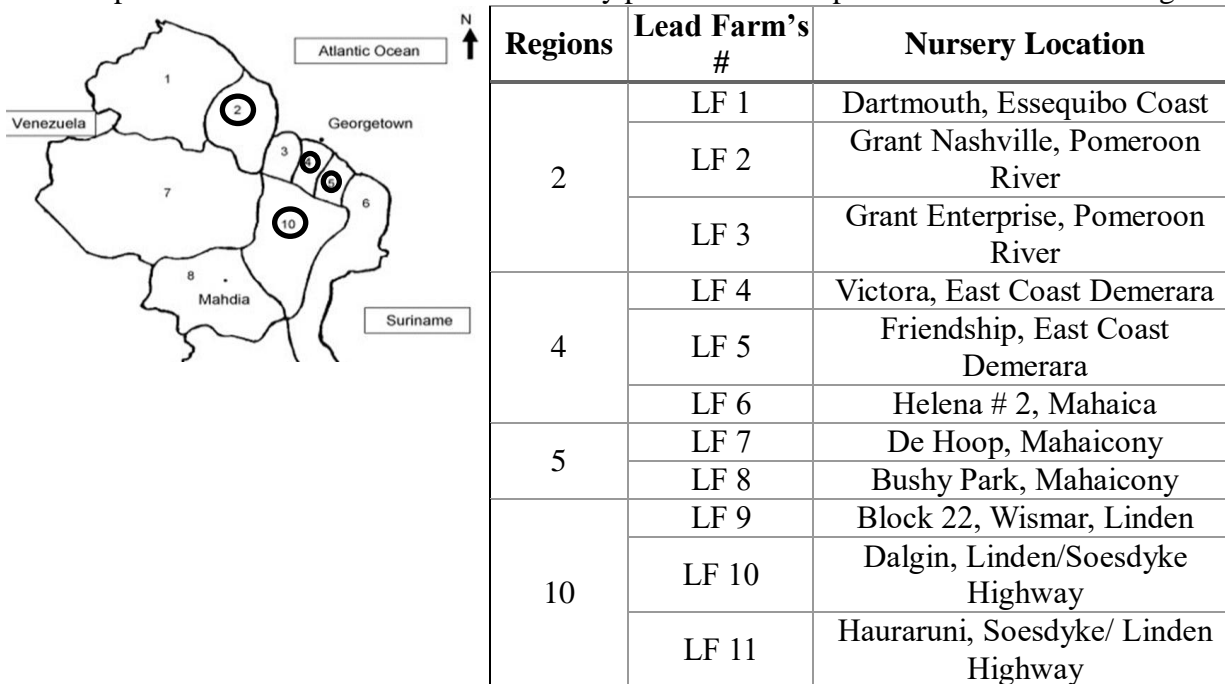 N
Atlantic Ocean
1
2
Venezuela
Georgetown
3
4
5
7
6
10
8
Mahdia
Suriname
Regions Lead Farm's # Nursery Location
2
LF 1 Dartmouth, Essequibo Coast
LF 2 Grant Nashville, Pomeroon
River
LF 3 Grant Enterprise, Pomeroon
River
4
LF 4 Victora, East Coast Demerara
LF 5 Friendship, East Coast
Demerara
LF 6 Helena # 2, Mahaica
5
LF 7 De Hoop, Mahaicony
LF 8 Bushy Park, Mahaicony
10
LF 9 Block 22, Wismar, Linden
LF 10 Dalgin, Linden/Soesdyke
Highway
LF 11 Hauraruni, Soesdyke/ Linden
Highway